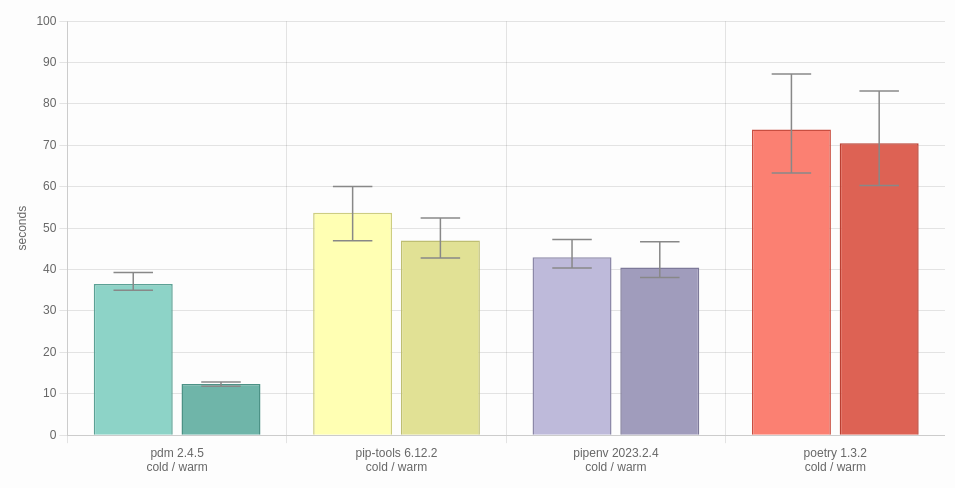 100
90
80
70
60
50
40
30
20
10
0
seconds
pdm 2.4.5
cold / warm
pip-tools 6.12.2
cold / warm
pipenv 2023.2.4
cold / warm
poetry 1.3.2
cold / warm